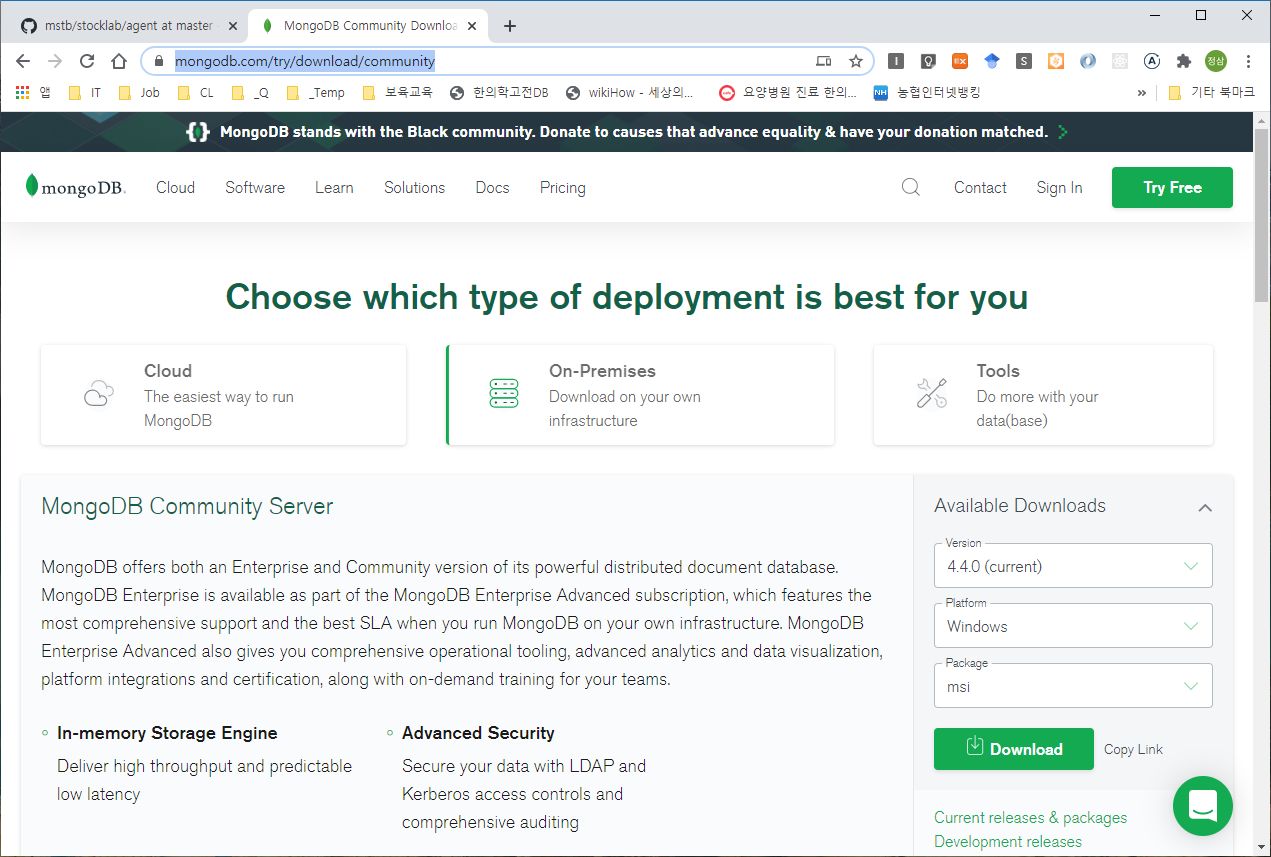 mstb/stocklab/agent at master
MongoDB Community Downloa
mongodb.com/try/download/community
앱 IT Job CL _Q _Temp 보육교육 한의학고전DB wikiHow - 세상의... 요양병원 진료 한의... NH 농협인터넷뱅킹 » 기타 북마크
정삼
MongoDB stands with the Black community. Donate to causes that advance equality & have your donation matched.
mongoDB. Cloud Software Learn Solutions Docs Pricing Contact Sign In Try Free
Choose which type of deployment is best for you
Cloud
The easiest way to run
MongoDB
On-Premises
Download on your own
infrastructure
Tools
Do more with your
data(base)
MongoDB Community Server
MongoDB offers both an Enterprise and Community version of its powerful distributed document database.
MongoDB Enterprise is available as part of the MongoDB Enterprise Advanced subscription, which features the
most comprehensive support and the best SLA when you run MongoDB on your own infrastructure. MongoDB
Enterprise Advanced also gives you comprehensive operational tooling, advanced analytics and data visualization,
platform integrations and certification, along with on-demand training for your teams.
In-memory Storage Engine
Deliver high throughput and predictable
low latency
Advanced Security
Secure your data with LDAP and
Kerberos access controls and
comprehensive auditing
Available Downloads
Version
4.4.0 (current)
Platform
Windows
Package
msi
Download Copy Link
Current releases & packages
Development releases